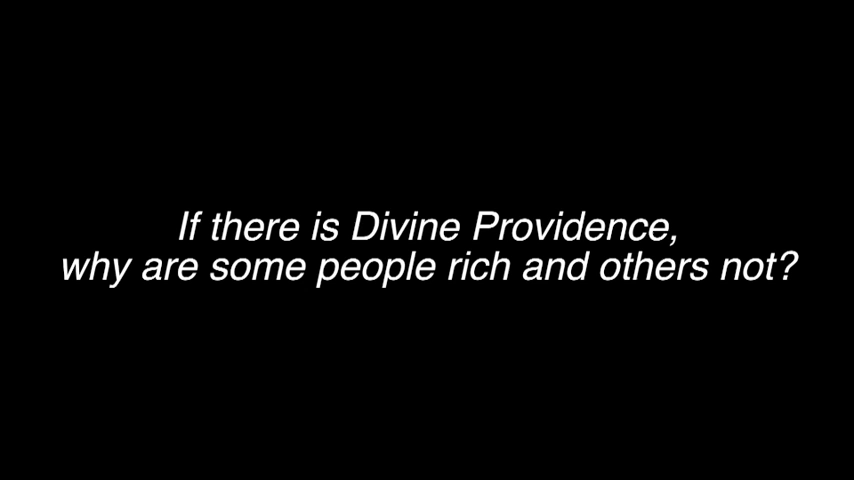 If there is Divine Providence,
why are some people rich and others not?